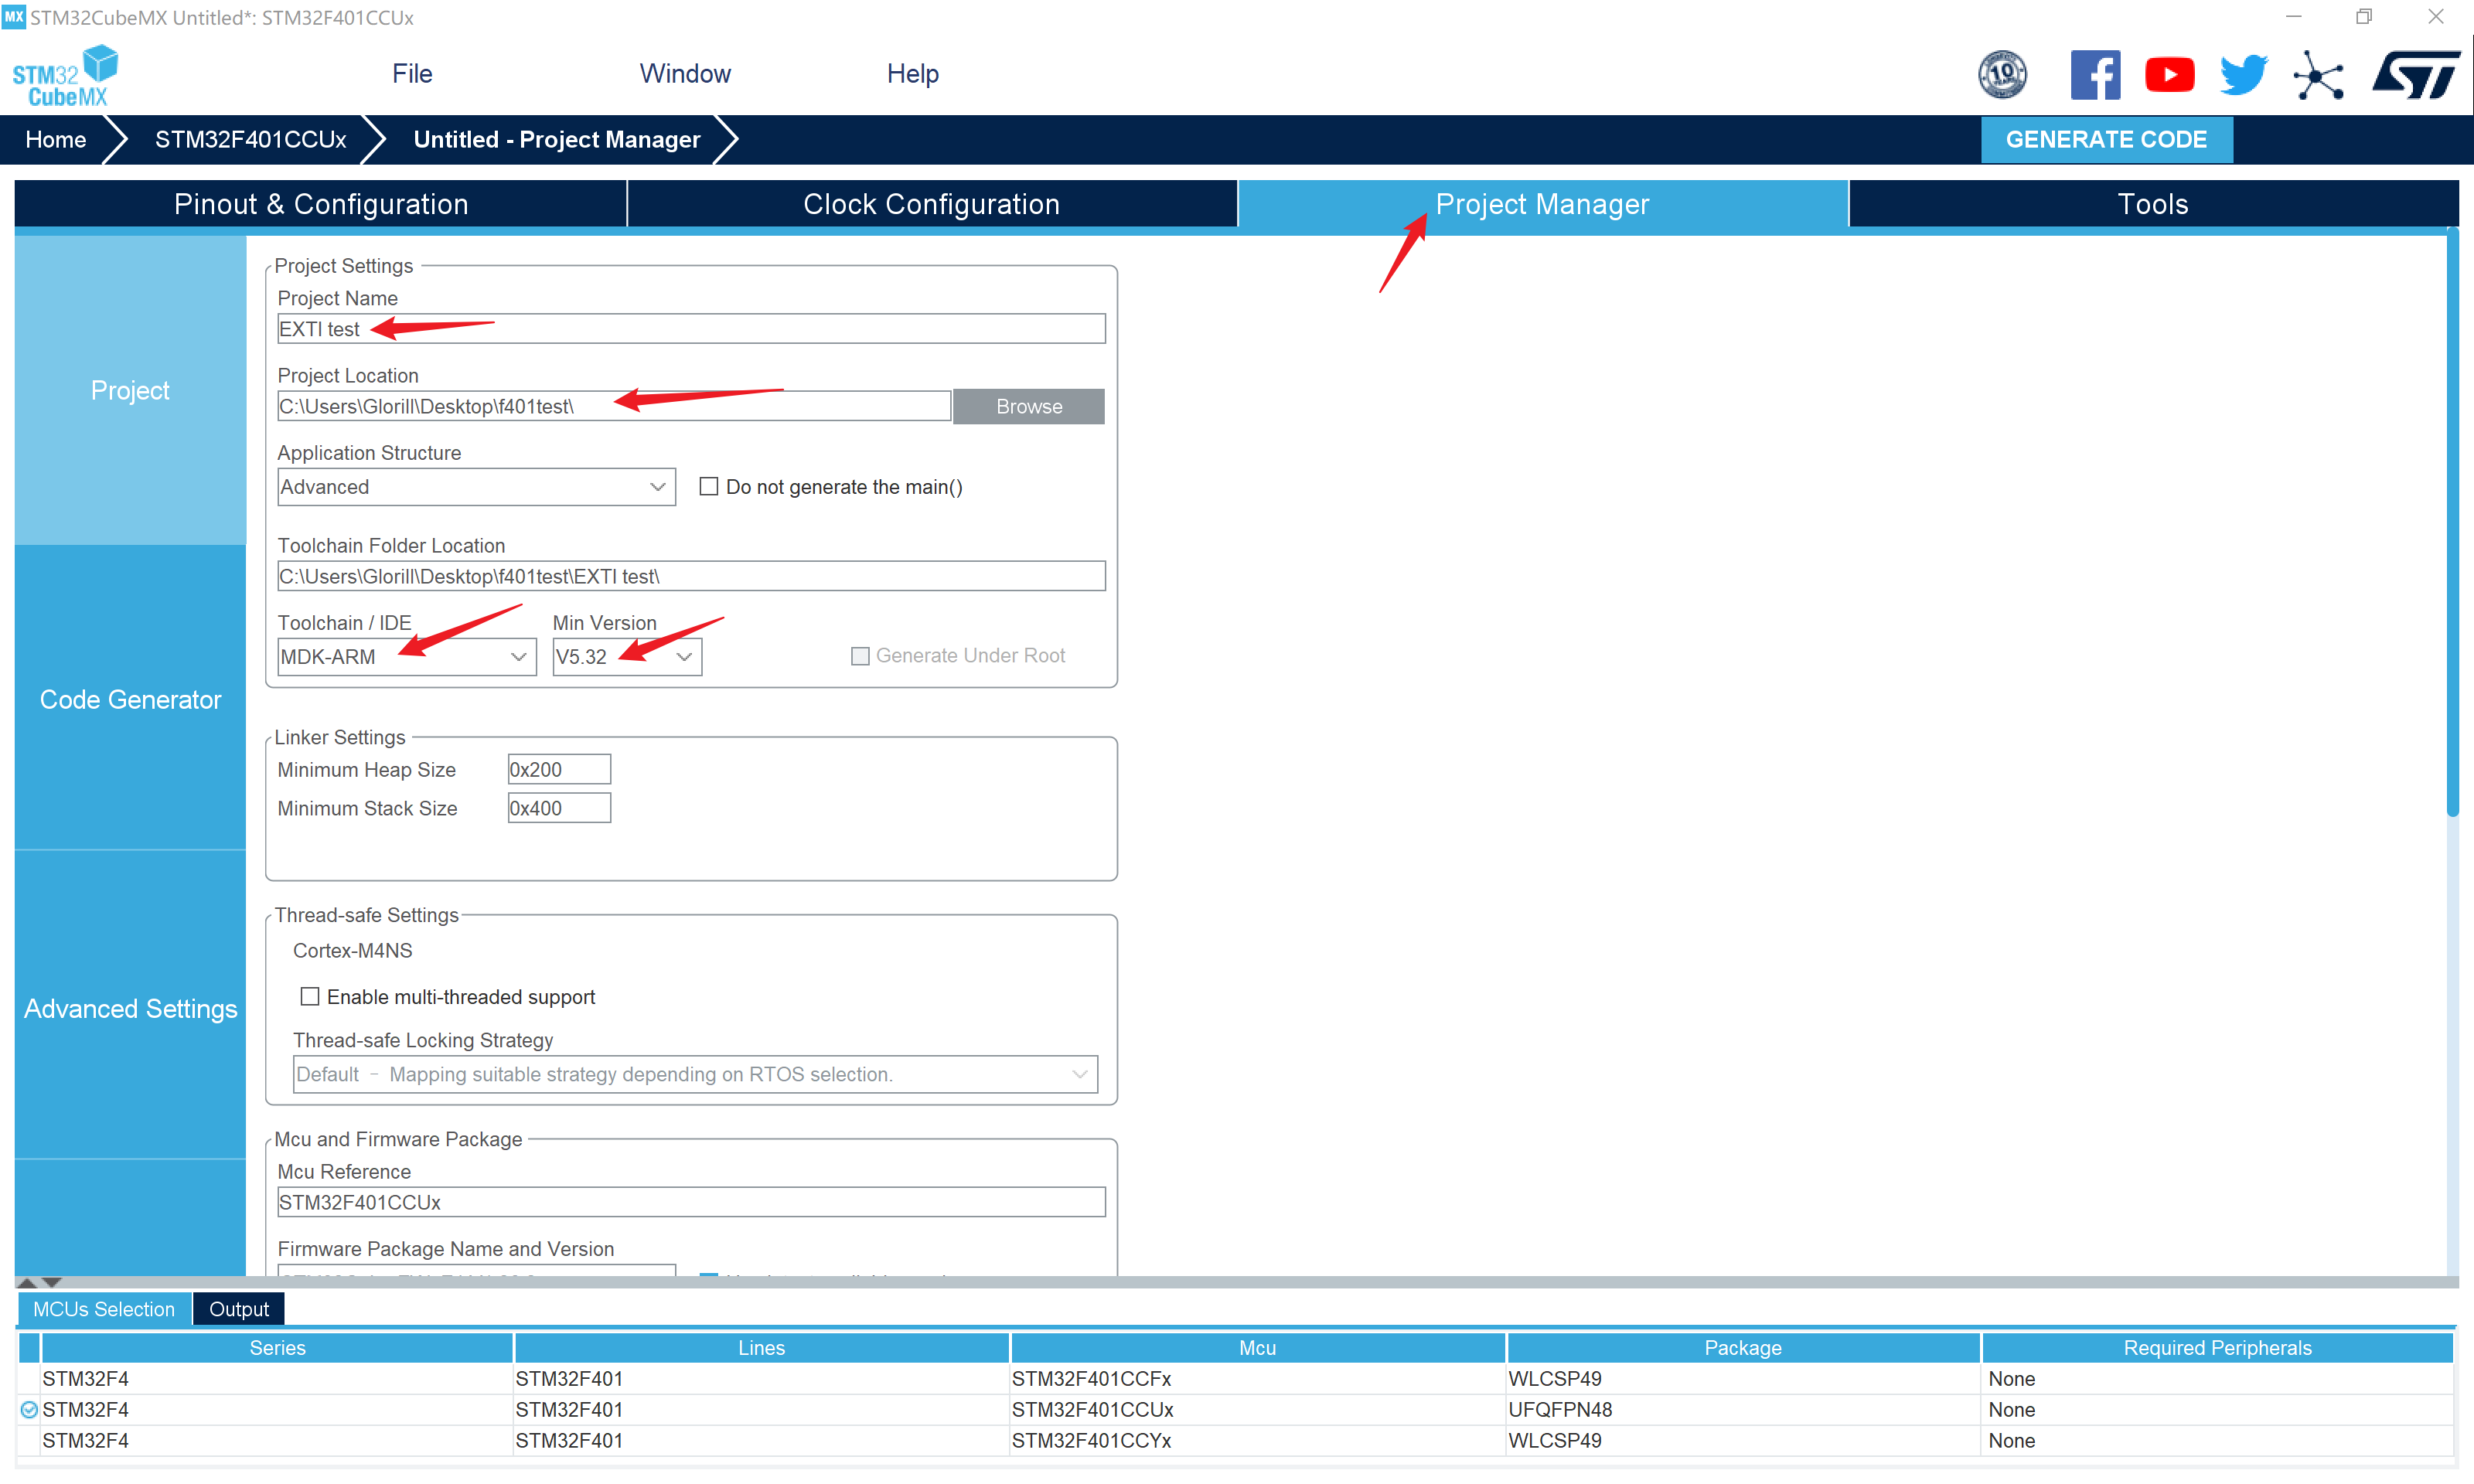 MX STM32CubeMX Untitled*: STM32F401CCUx
STM32 CubeMX
File Window Help
10 YEARS
Home STM32F401CCUx Untitled - Project Manager GENERATE CODE
Pinout & Configuration Clock Configuration Project Manager Tools
Project
Code Generator
Advanced Settings
Project Settings
Project Name
EXTI test
Project Location
C:\Users\Glorill\Desktop\f401test\ Browse
Application Structure
Advanced Do not generate the main()
Toolchain Folder Location
C:\Users\Glorill\Desktop\f401test\EXTI test\
Toolchain / IDE Min Version
MDK-ARM V5.32 Generate Under Root
Linker Settings
Minimum Heap Size 0x200
Minimum Stack Size 0x400
Thread-safe Settings
Cortex-M4NS
Enable multi-threaded support
Thread-safe Locking Strategy
Default – Mapping suitable strategy depending on RTOS selection.
Mcu and Firmware Package
Mcu Reference
STM32F401CCUx
Firmware Package Name and Version
MCUs Selection Output
Series Lines Mcu Package Required Peripherals
STM32F4 STM32F401 STM32F401CCFx WLCSP49 None
STM32F4 STM32F401 STM32F401CCUx UFQFPN48 None
STM32F4 STM32F401 STM32F401CCYx WLCSP49 None